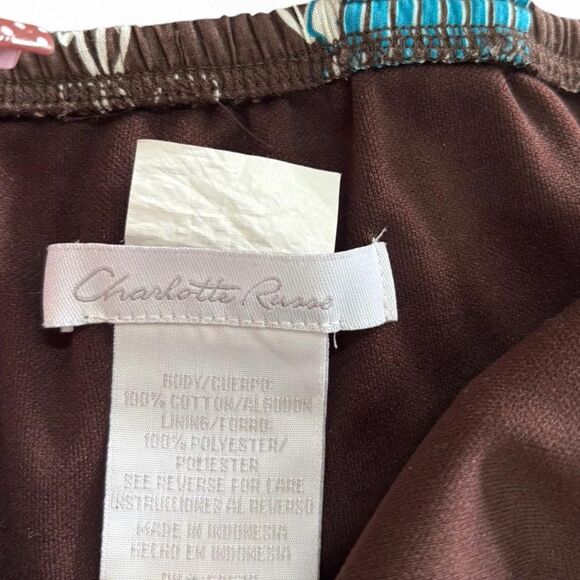 Charlotte Russe
BODY/CUERPO:
100% COTTON/ALGODON
LINING/FORRO:
100% POLYESTER/
POLIESTER
SEE REVERSE FOR CARE
INSTRUCCIONES AL REVERSO
MADE IN INDONESIA
HECHO EN INDONESIA